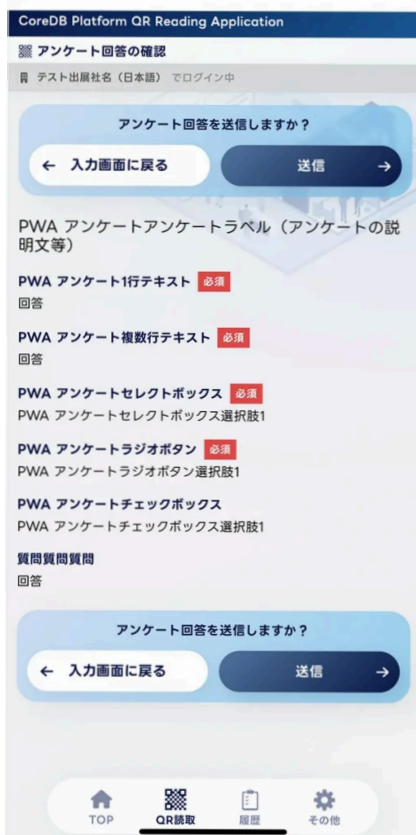 CoreDB Platform QR Reading Application
アンケート回答の確認
テスト出展社名（日本語） でログイン中
アンケート回答を送信しますか？
← 入力画面に戻る
送信 →
PWA アンケートアンケートラベル（アンケートの説
明文等）
PWA アンケート1行テキスト 必須
回答
PWA アンケート複数行テキスト 必須
回答
PWA アンケートセレクトボックス 必須
PWA アンケートセレクトボックス選択肢1
PWA アンケートラジオボタン 必須
PWA アンケートラジオボタン選択肢1
PWA アンケートチェックボックス
PWA アンケートチェックボックス選択肢1
質問質問質問
回答
アンケート回答を送信しますか？
← 入力画面に戻る
送信 →
TOP
QR読取
履歴
その他